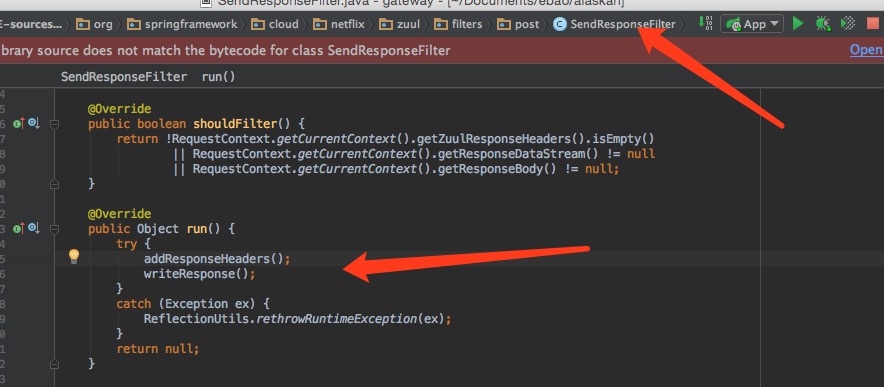 SendResponseFilter.java - gateway - [~/Documents/ebao/alaskan]
E-sources... org springframework cloud netflix zuul filters post SendResponseFilter App
brary source does not match the bytecode for class SendResponseFilter Open
SendResponseFilter run()
4
5 @Override
6 public boolean shouldFilter() {
7 return !RequestContext.getCurrentContext().getZuulResponseHeaders().isEmpty()
8 || RequestContext.getCurrentContext().getResponseDataStream() != null
9 || RequestContext.getCurrentContext().getResponseBody() != null;
0 }
1
2 @Override
3 public Object run() {
4 try {
5 addResponseHeaders();
6 writeResponse();
7 }
8 catch (Exception ex) {
9 ReflectionUtils.rethrowRuntimeException(ex);
0 }
1 return null;
2 }
3